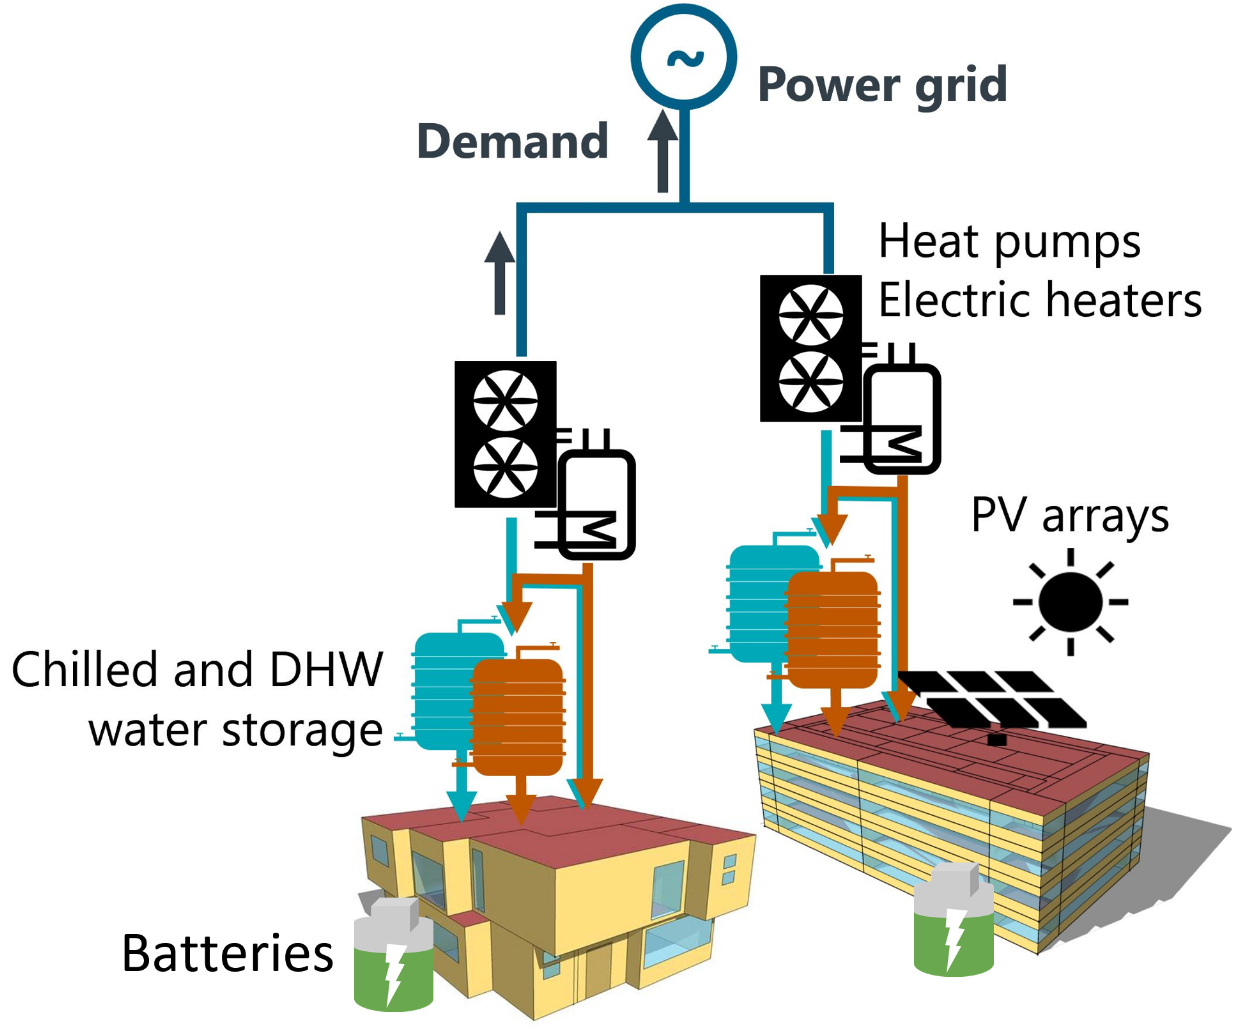 ~
Power grid
Demand
Heat pumps
Electric heaters
PV arrays
Chilled and DHW
water storage
Batteries